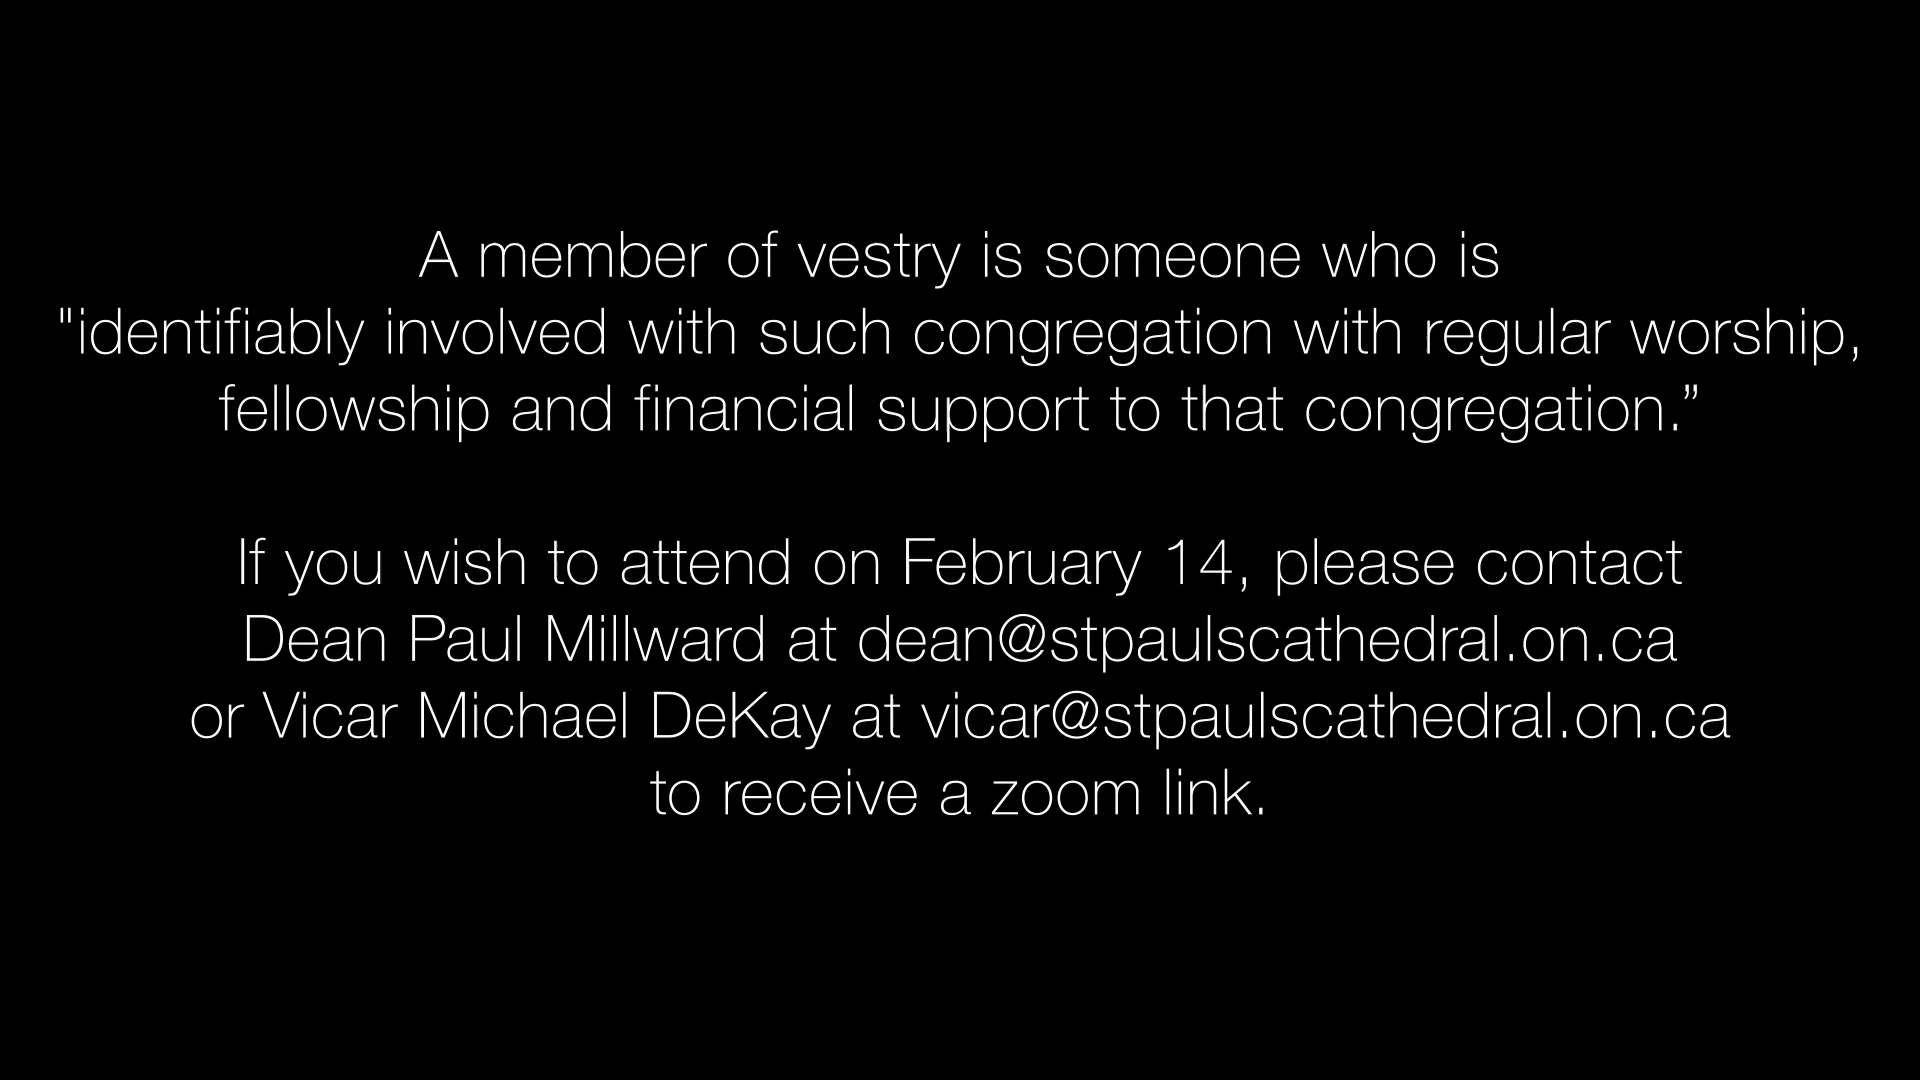 A member of vestry is someone who is
"identifiably involved with such congregation with regular worship,
fellowship and financial support to that congregation.”
If you wish to attend on February 14, please contact
Dean Paul Millward at dean@stpaulscathedral.on.ca
or Vicar Michael DeKay at vicar@stpaulscathedral.on.ca
to receive a zoom link.